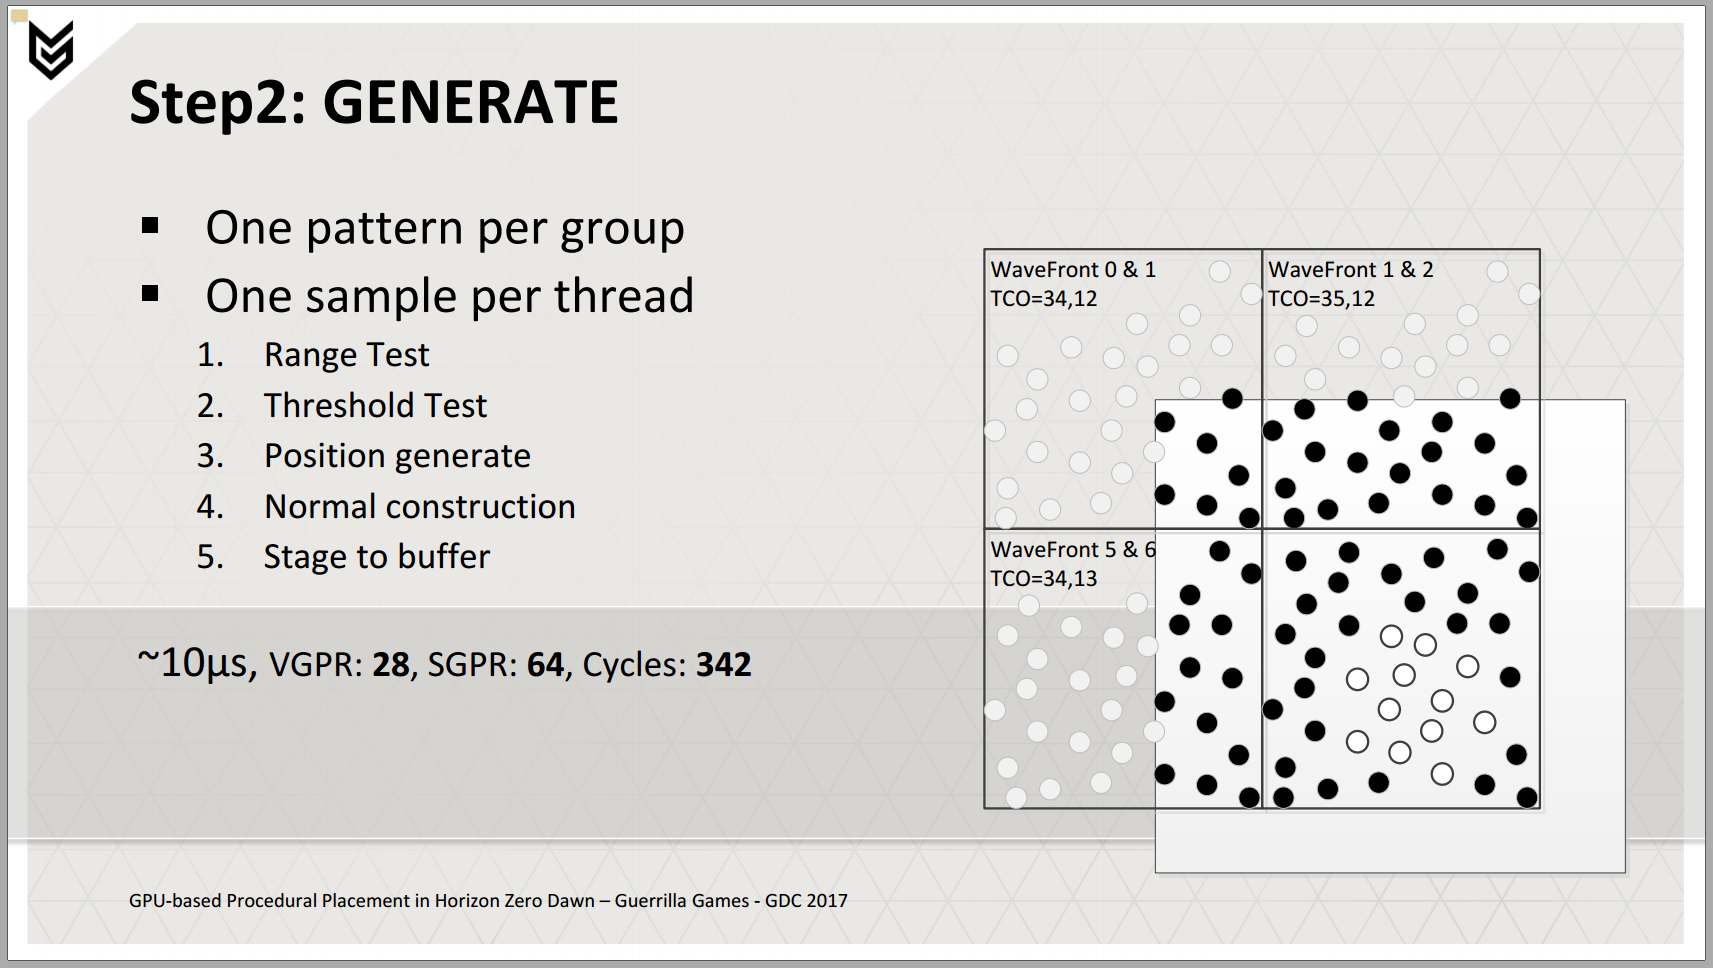 Step2: GENERATE
One pattern per group
One sample per thread
1. Range Test
2. Threshold Test
3. Position generate
4. Normal construction
5. Stage to buffer
~10µs, VGPR: 28, SGPR: 64, Cycles: 342
WaveFront 0 & 1
TCO=34,12
WaveFront 1 & 2
TCO=35,12
WaveFront 5 & 6
TCO=34,13
GPU-based Procedural Placement in Horizon Zero Dawn – Guerrilla Games - GDC 2017